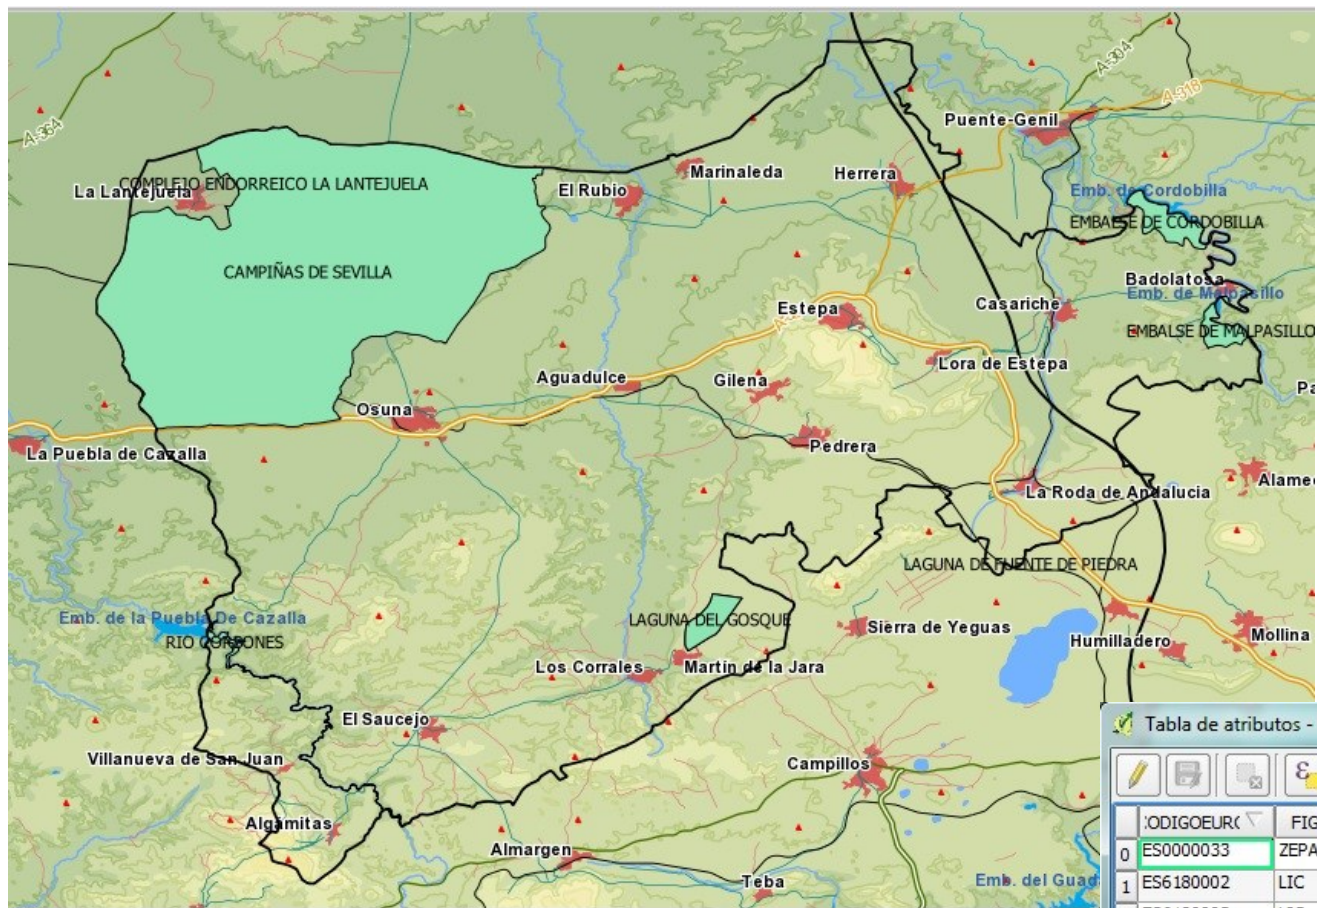 A-304
A-318
A-364
Puente-Genil
Marinaleda
Herrera
COMPLEJO ENDORREICO LA LANTEJUELA
La Lantejuela
El Rubio
Emb. de Cordobilla
EMBALSE DE CORDOBILLA
CAMPIÑAS DE SEVILLA
Badolatosa
Emb. de Malpasillo
Estepa
Casariche
EMBALSE DE MALPASILLO
Lora de Estepa
Aguadulce
Gilena
Pa
Osuna
La Puebla de Cazalla
Pedrera
Alame
La Roda de Andalucia
LAGUNA DE FUENTE DE PIEDRA
Emb. de la Puebla De Cazalla
LAGUNA DEL GOSQUE
Sierra de Yeguas
RIO CORBONES
Humilladero
Mollina
Los Corrales
Martin de la Jara
El Saucejo
Tabla de atributos -
Villanueva de San Juan
Campillos
ε
Algamitas
:ODIGOEUR(
FIG
Almargen
0 ES0000033 ZEPA
Teba
Emb. del Guad
1 ES6180002 LIC